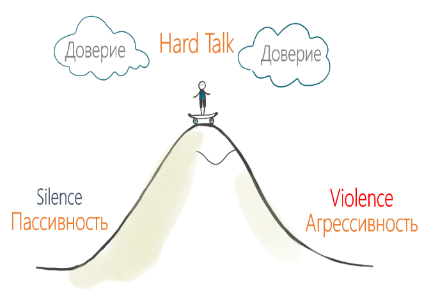 Доверие
Hard Talk
Доверие
Silence
Пассивность
Violence
Агрессивность